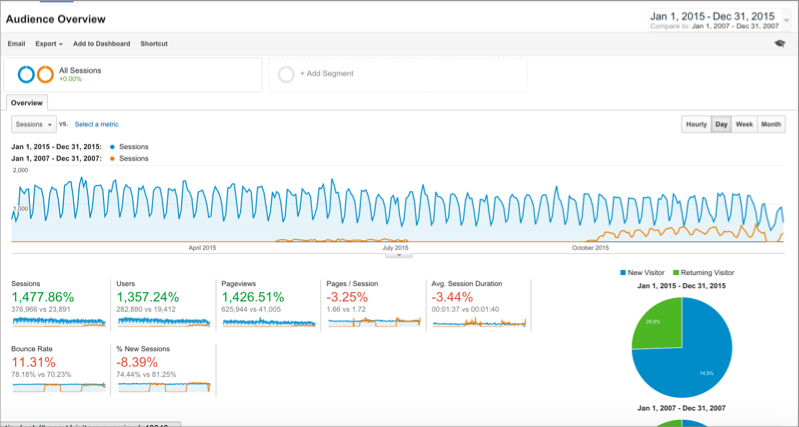 Audience Overview
Jan 1, 2015 - Dec 31, 2015
Compare to: Jan 1, 2007 - Dec 31, 2007
Email Export Add to Dashboard Shortcut
All Sessions
+0.00%
+ Add Segment
Overview
Sessions vs. Select a metric
Hourly Day Week Month
Jan 1, 2015 - Dec 31, 2015: Sessions
Jan 1, 2007 - Dec 31, 2007: Sessions
2,000
1,000
April 2015 July 2015 October 2015
Sessions
1,477.86%
376,966 vs 23,891
Users
1,357.24%
282,880 vs 19,412
Pageviews
1,426.51%
625,944 vs 41,005
Pages / Session
-3.25%
1.66 vs 1.72
Avg. Session Duration
-3.44%
00:01:37 vs 00:01:40
Bounce Rate
11.31%
78.18% vs 70.23%
% New Sessions
-8.39%
74.44% vs 81.25%
New Visitor Returning Visitor
Jan 1, 2015 - Dec 31, 2015
25.5%
74.5%
Jan 1, 2007 - Dec 31, 2007